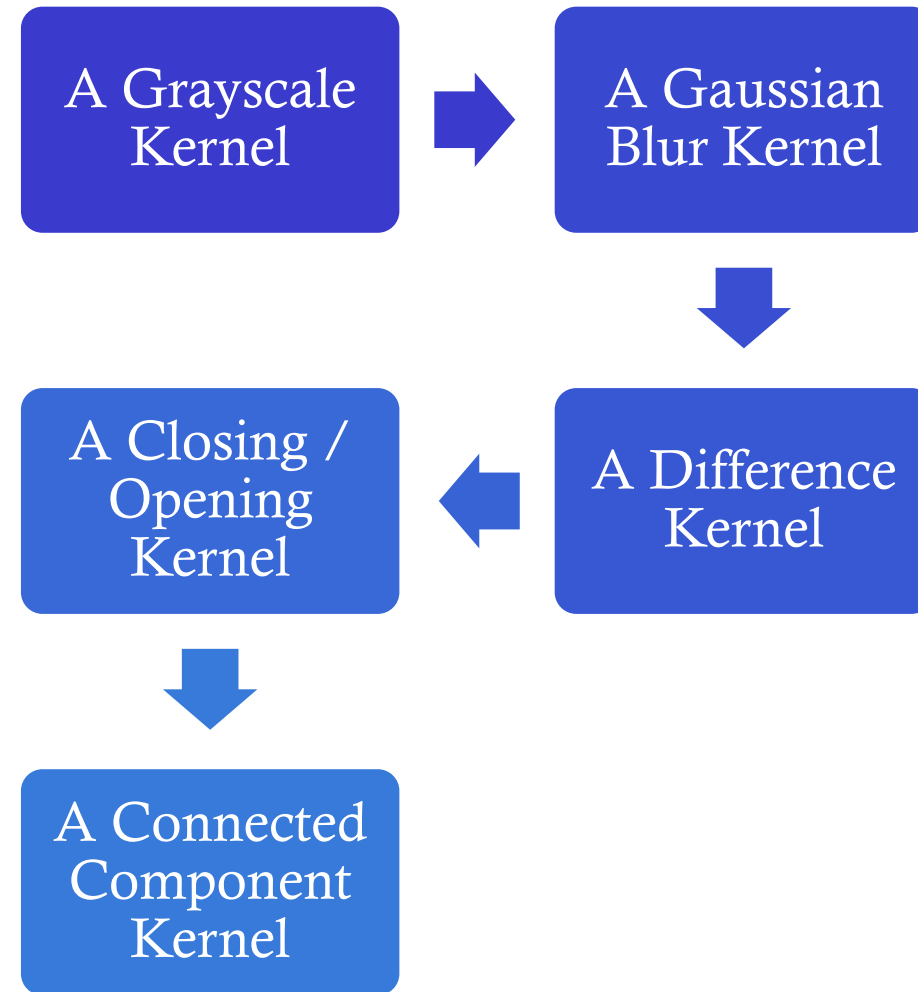 A Grayscale
Kernel
A Gaussian
Blur Kernel
A Difference
Kernel
A Closing /
Opening
Kernel
A Connected
Component
Kernel